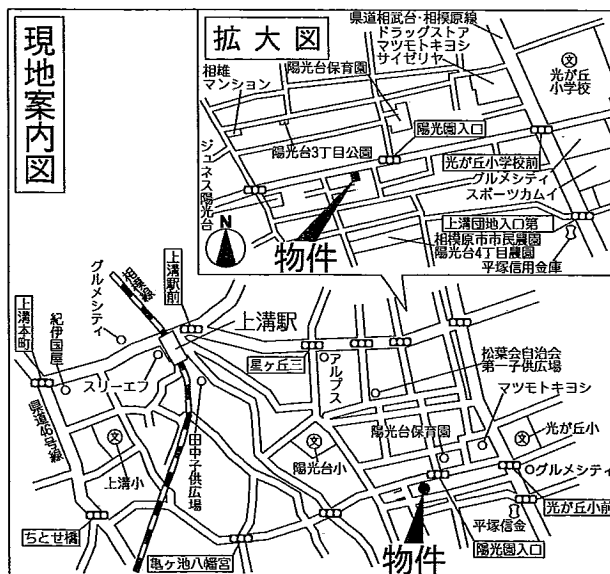 現地案内図
拡大図
県道相武台・相模原線
ドラッグストア
マツモトキヨシ
サイゼリヤ
文
光が丘
小学校
相雄
マンション
陽光台保育園
陽光園入口
陽光台3丁目公園
光が丘小学校前
グルメシティ
スポーツカムイ
ジュネス陽光台
N
上溝団地入口第
物件
相模原市市民農園
陽光台4丁目農園
平塚信用金庫
相模線
グルメシティ
上溝駅前
上溝駅
上溝本町
紀伊国屋
スリーエフ
星ヶ丘三
アルプス
松葉会自治会
第一子供広場
マツモトキヨシ
県道46号線
文
上溝小
田中子供広場
文
陽光台小
陽光台保育園
文
光が丘小
グルメシティ
光が丘小前
ちとせ橋
亀ヶ池八幡宮
物件
陽光園入口
平塚信金